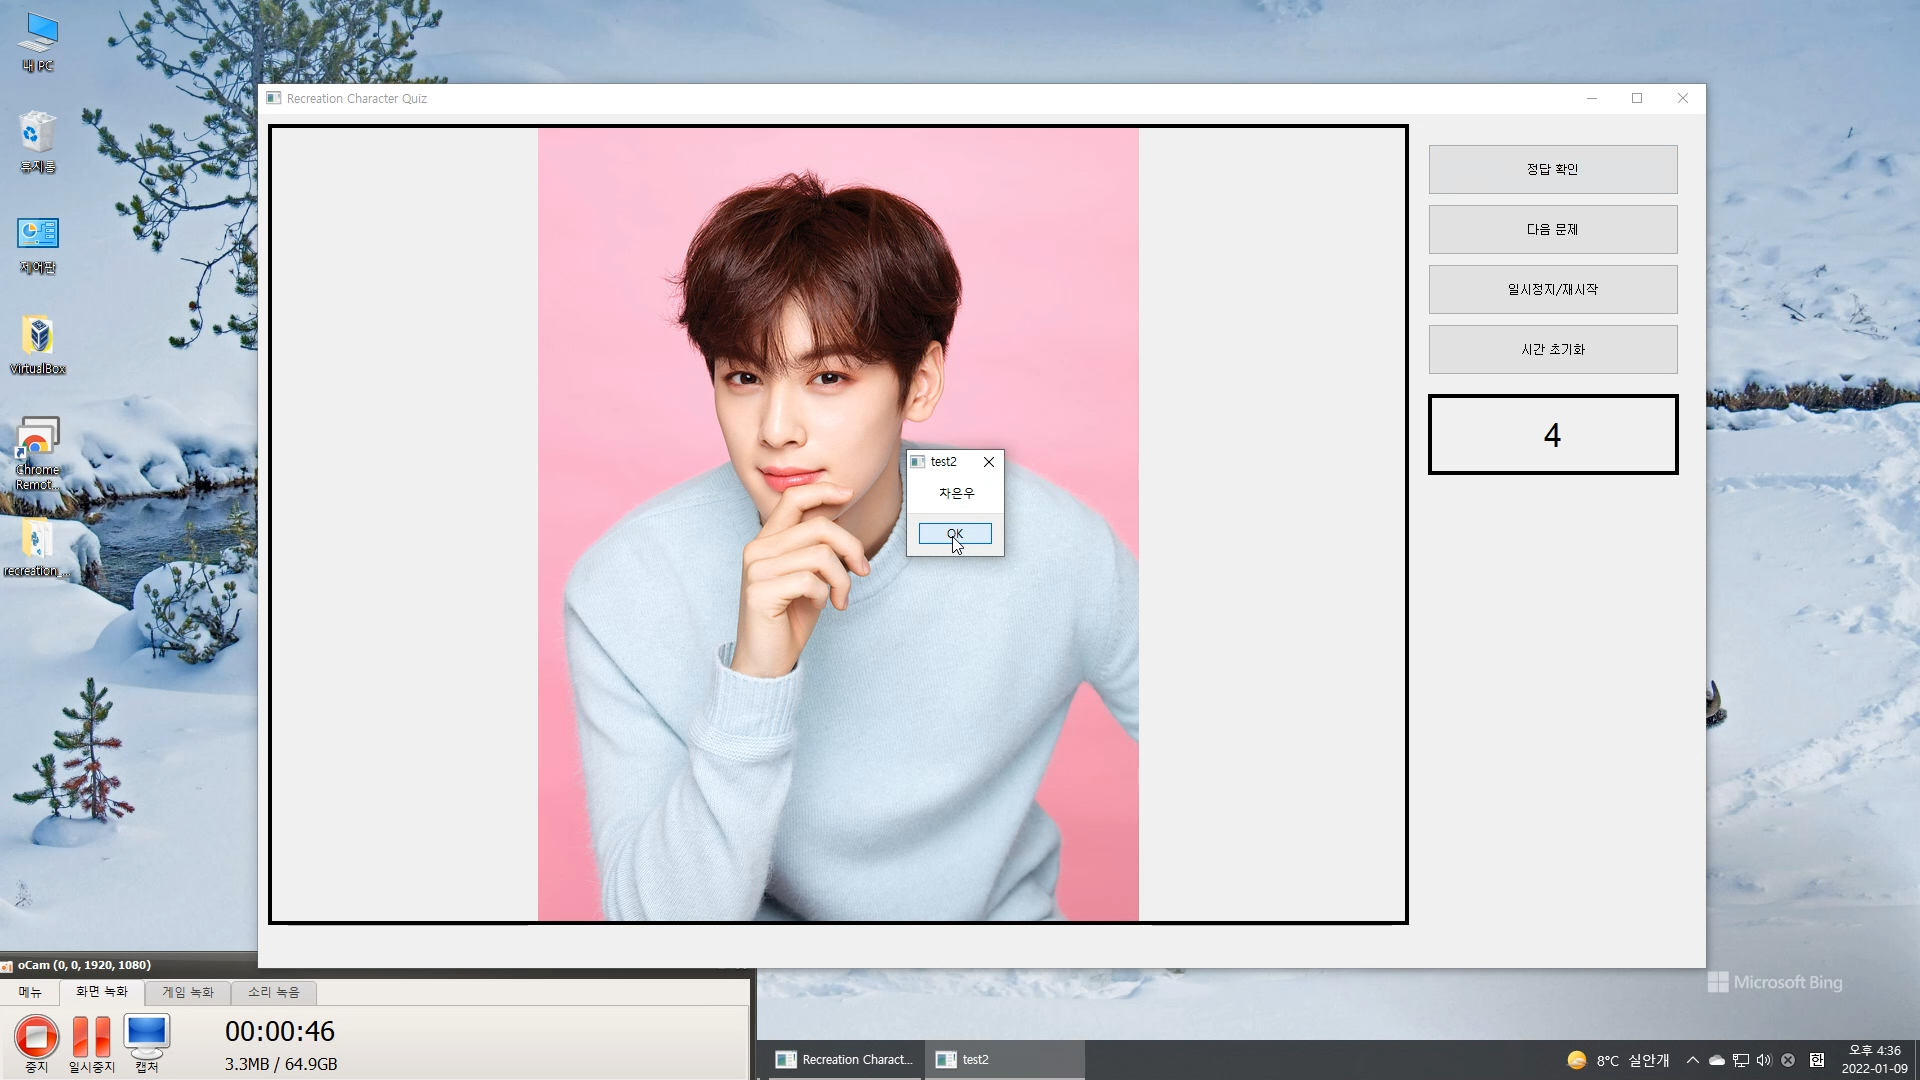 내 PC
휴지통
제어판
VirtualBox
Chrome
Remot...
recreation_...
Recreation Character Quiz
정답 확인
다음 문제
일시정지/재시작
시간 초기화
4
test2
차은우
OK
oCam (0, 0, 1920, 1080)
메뉴
화면 녹화
게임 녹화
소리 녹음
중지
일시중지
캡처
00:00:46
3.3MB / 64.9GB
Microsoft Bing
Recreation Charact...
test2
8°C 실안개
한
오후 4:36
2022-01-09